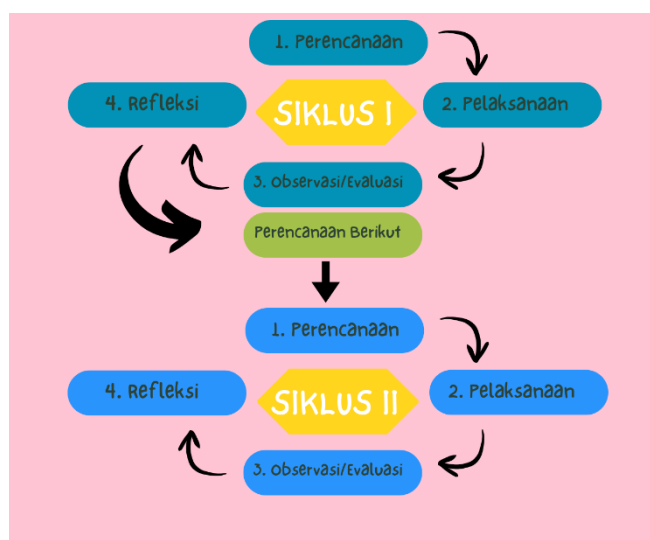 1. Perencanaan
SIKLUS I
2. Pelaksanaan
3. Observasi/Evaluasi
4. Refleksi
Perencanaan Berikut
1. Perencanaan
SIKLUS II
2. Pelaksanaan
3. Observasi/Evaluasi
4. Refleksi